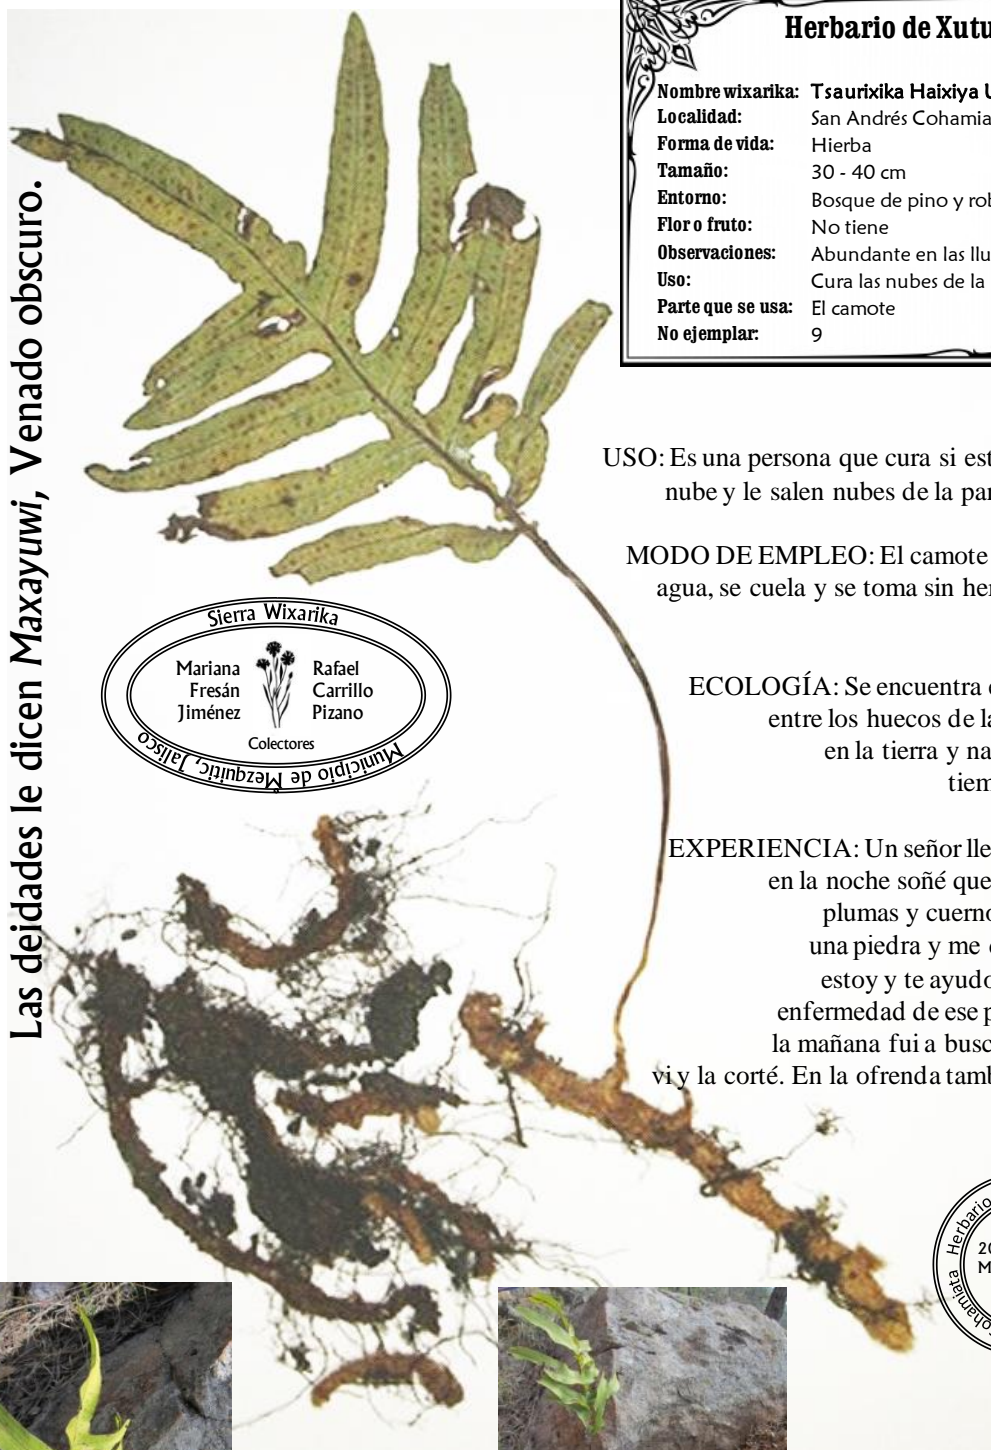 Herbario de Xutu
Nombre wixarika: Tsaurixika Haixiya U
Localidad: San Andrés Cohamia
Forma de vida: Hierba
Tamaño: 30 - 40 cm
Entorno: Bosque de pino y rob
Flor o fruto: No tiene
Observaciones: Abundante en las llu
Uso: Cura las nubes de la
Parte que se usa: El camote
No ejemplar: 9
Las deidades le dicen Maxayuwi, Venado obscuro.
USO: Es una persona que cura si est
nube y le salen nubes de la par
MODO DE EMPLEO: El camote
agua, se cuela y se toma sin her
Sierra Wixarika
Mariana Fresán Jiménez
Rafael Carrillo Pizano
Colectores
Municipio de Mezquitic, Jalisco
ECOLOGÍA: Se encuentra
entre los huecos de la
en la tierra y na
tiem
EXPERIENCIA: Un señor lle
en la noche soñé que
plumas y cuerno
una piedra y me
estoy y te ayudo
enfermedad de ese p
la mañana fui a busc
vi y la corté. En la ofrenda tamb
Herbario
20
M
ohamiata